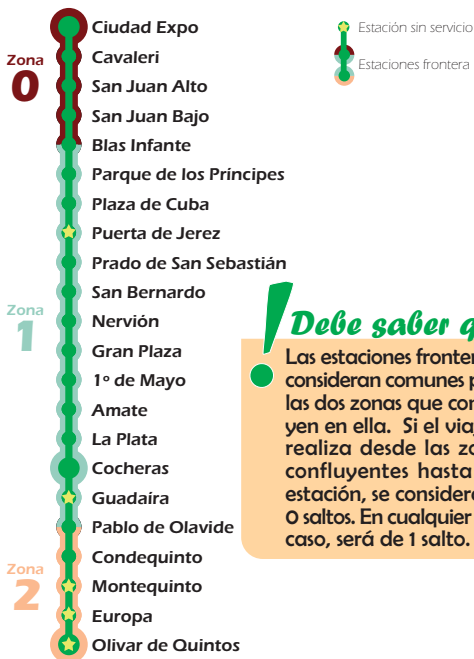 Ciudad Expo
Zona
0
Cavaleri
San Juan Alto
San Juan Bajo
Blas Infante
Parque de los Príncipes
Plaza de Cuba
Puerta de Jerez
Prado de San Sebastián
San Bernardo
Zona
1
Nervión
Gran Plaza
1º de Mayo
Amate
La Plata
Cocheras
Guadaíra
Pablo de Olavide
Condequinto
Zona
2
Montequinto
Europa
Olivar de Quintos
Estación sin servicio
Estaciones frontera
! Debe saber q
Las estaciones fronter
consideran comunes p
las dos zonas que con
yen en ella. Si el viaj
realiza desde las zo
confluyentes hasta
estación, se considera
0 saltos. En cualquier
caso, será de 1 salto.